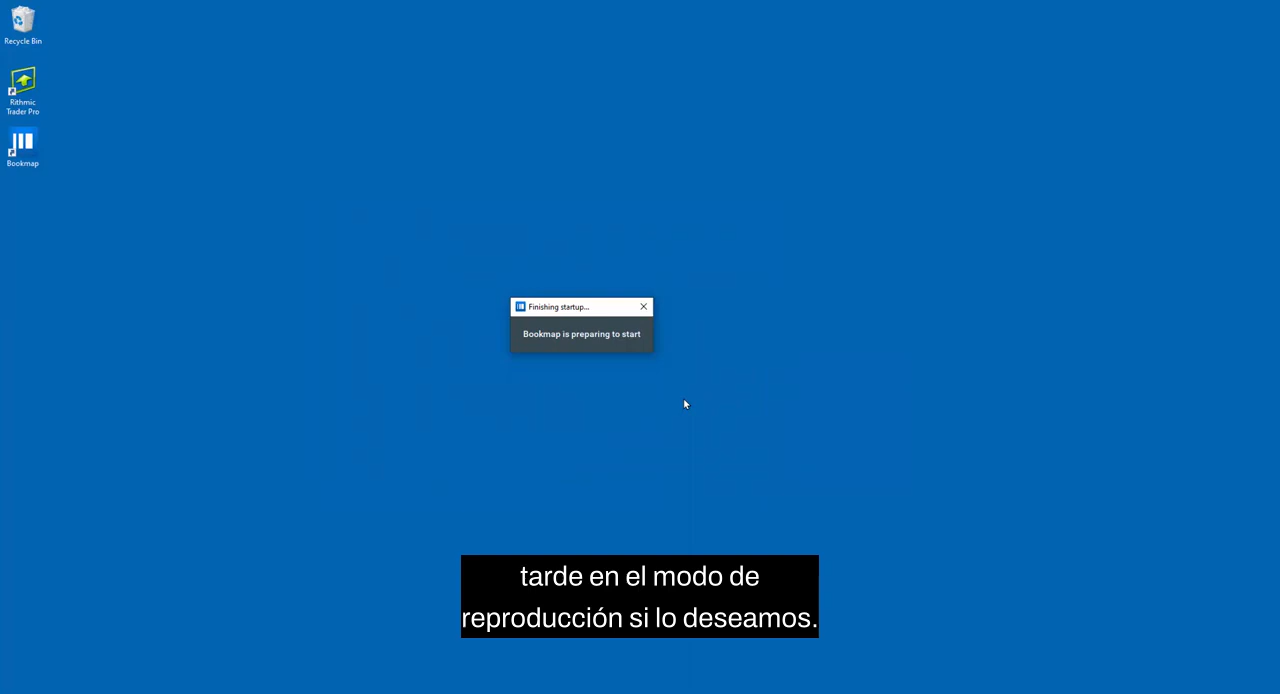 Recycle Bin
Rithmic
Trader Pro
Bookmap
Finishing startup...
Bookmap is preparing to start
tarde en el modo de
reproducción si lo deseamos.